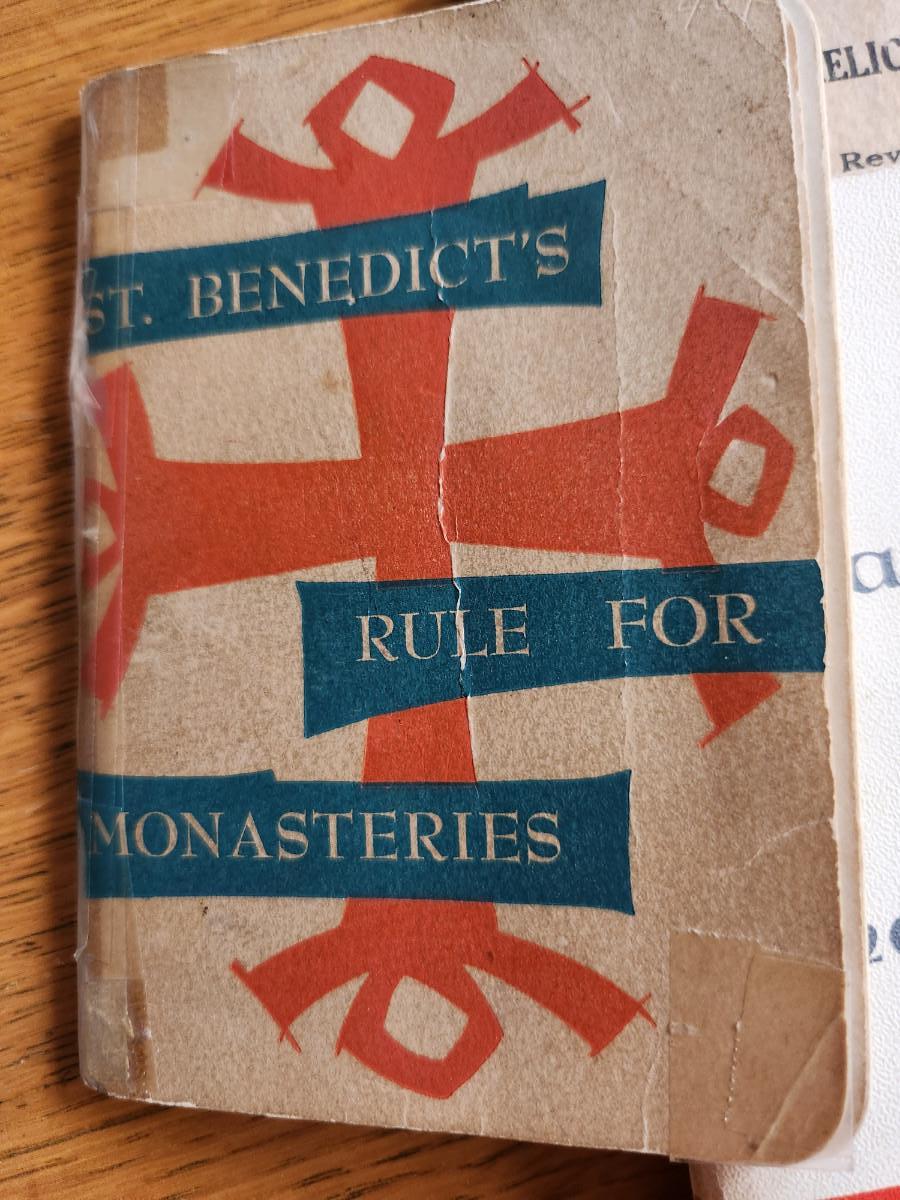 ST. BENEDICT'S
RULE FOR
MONASTERIES